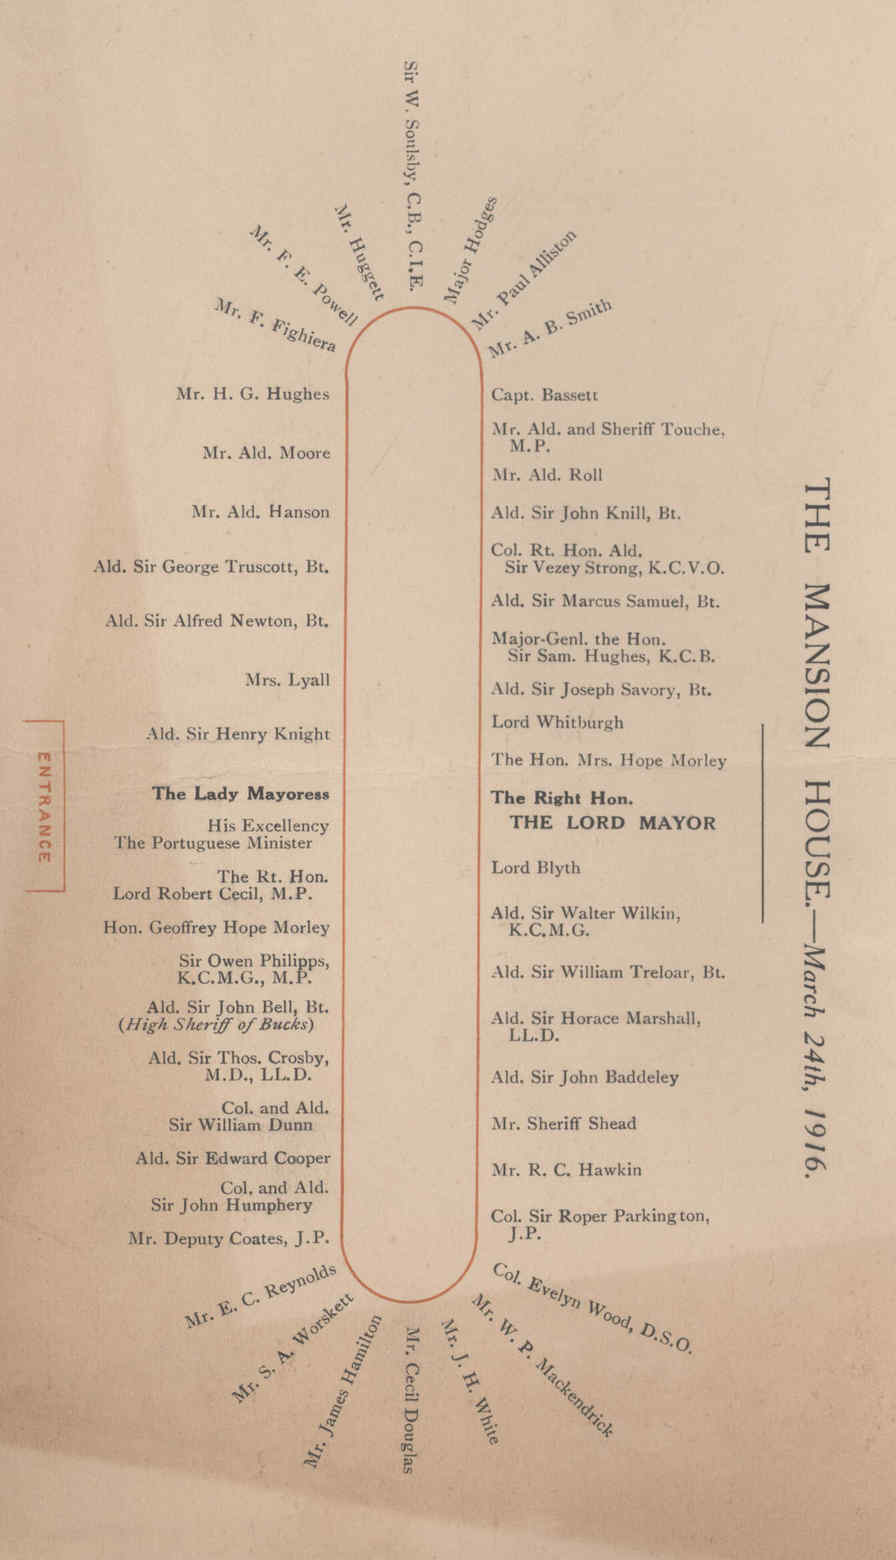 Sir W. Soulsby, C.B., C.I.E.
Mr. Huggett
Mr. F. E. Powell
Mr. F. Fighiera
Major Hodges
Mr. Paul Alliston
Mr. A. B. Smith
Mr. H. G. Hughes
Mr. Ald. Moore
Mr. Ald. Hanson
Ald. Sir George Truscott, Bt.
Ald. Sir Alfred Newton, Bt.
Mrs. Lyall
Ald. Sir Henry Knight
The Lady Mayoress
His Excellency
The Portuguese Minister
The Rt. Hon.
Lord Robert Cecil, M.P.
Hon. Geoffrey Hope Morley
Sir Owen Philipps,
K.C.M.G., M.P.
Ald. Sir John Bell, Bt.
(High Sheriff of Bucks)
Ald. Sir Thos. Crosby,
M.D., LL.D.
Col. and Ald.
Sir William Dunn
Ald. Sir Edward Cooper
Col. and Ald.
Sir John Humphery
Mr. Deputy Coates, J.P.
Capt. Bassett
Mr. Ald. and Sheriff Touche,
M.P.
Mr. Ald. Roll
Ald. Sir John Knill, Bt.
Col. Rt. Hon. Ald.
Sir Vezey Strong, K.C.V.O.
Ald. Sir Marcus Samuel, Bt.
Major-Genl. the Hon.
Sir Sam. Hughes, K.C.B.
Ald. Sir Joseph Savory, Bt.
Lord Whitburgh
The Hon. Mrs. Hope Morley
The Right Hon.
THE LORD MAYOR
Lord Blyth
Ald. Sir Walter Wilkin,
K.C.M.G.
Ald. Sir William Treloar, Bt.
Ald. Sir Horace Marshall,
LL.D.
Ald. Sir John Baddeley
Mr. Sheriff Shead
Mr. R. C. Hawkin
Col. Sir Roper Parkington,
J.P.
Mr. E. C. Reynolds
Mr. S. A. Worskett
Mr. James Hamilton
Mr. Cecil Douglas
Mr. J. H. White
Mr. W. P. Mackendrick
Col. Evelyn Wood, D.S.O.
ENTRANCE
THE MANSION HOUSE.—March 24th, 1916.